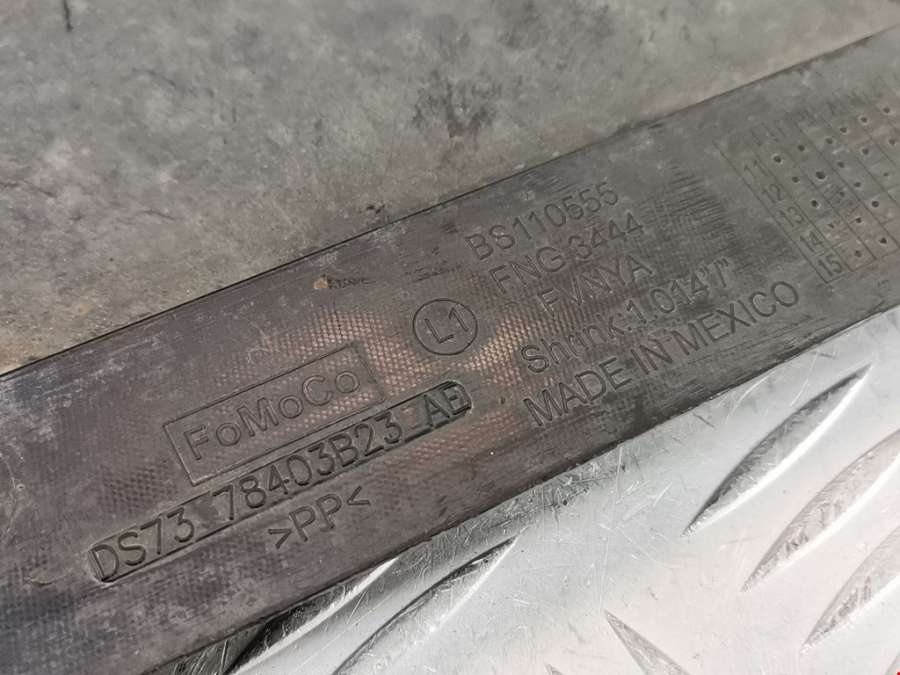 BS110555
FNG 3444
FVNYA
Shrink:1.014"/"
MADE IN MEXICO
L1
FoMoCo
DS73 78403B23 AE
>PP<
11
12
13
14
15